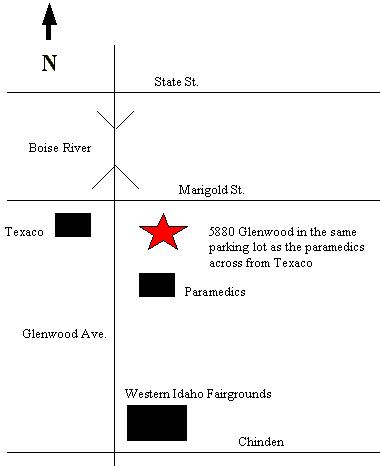 N
State St.
Boise River
Marigold St.
Texaco
5880 Glenwood in the same
parking lot as the paramedics
across from Texaco
Paramedics
Glenwood Ave.
Western Idaho Fairgrounds
Chinden